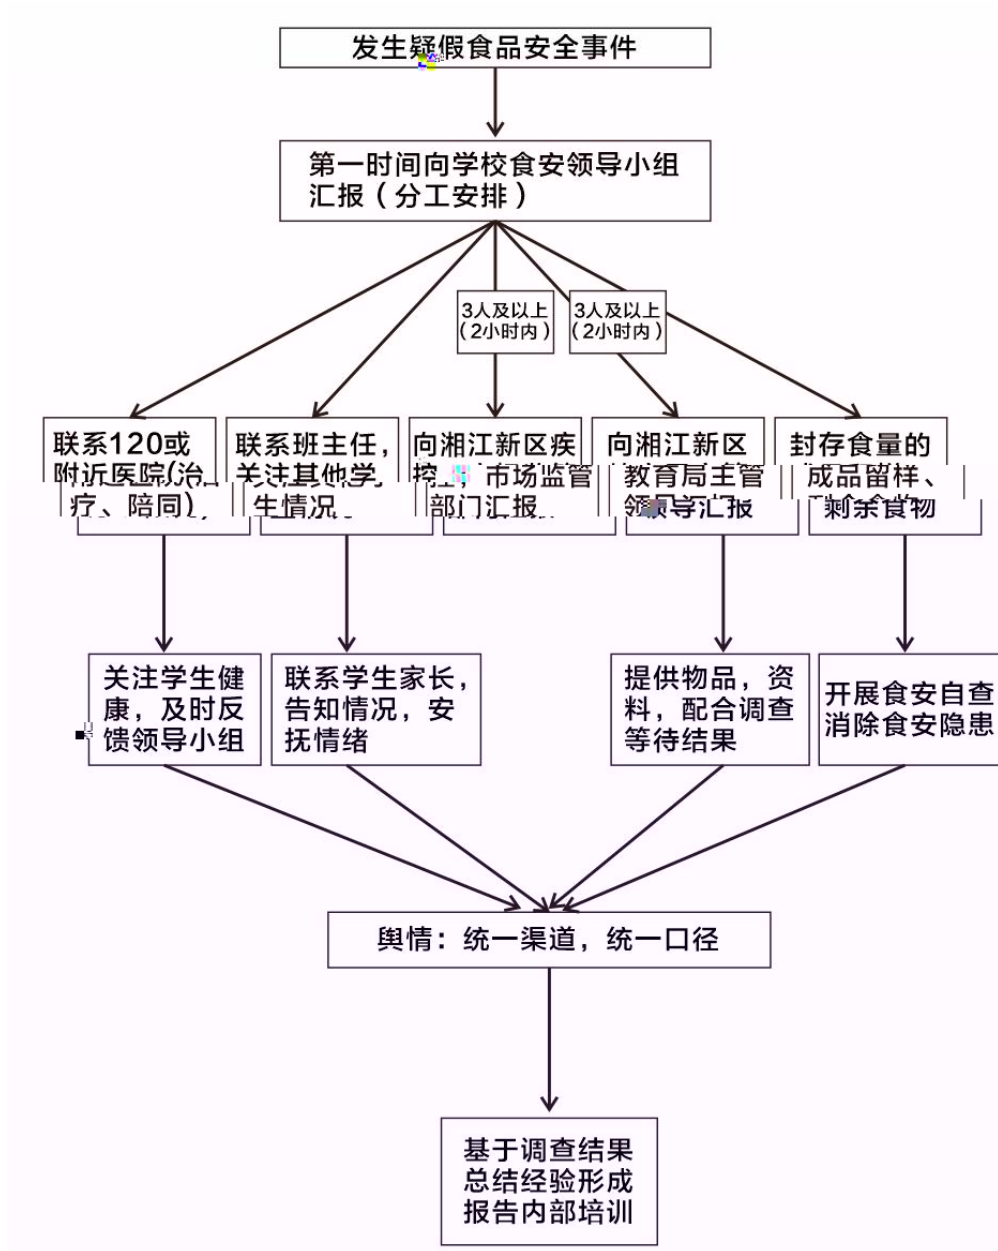 发生疑假食品安全事件
第一时间向学校食安领导小组
汇报（分工安排）
3人及以上
（2小时内）
3人及以上
（2小时内）
联系120或
附近医院(治
疗、陪同)
联系班主任，
关注其他学
生情况
向湘江新区疾
控，市场监管
部门汇报
向湘江新区
教育局主管
领导汇报
封存食量的
成品留样、
剩余食物
关注学生健
康，及时反
馈领导小组
联系学生家长，
告知情况，安
抚情绪
提供物品，资
料，配合调查
等待结果
开展食安自查
消除食安隐患
舆情：统一渠道，统一口径
基于调查结果
总结经验形成
报告内部培训